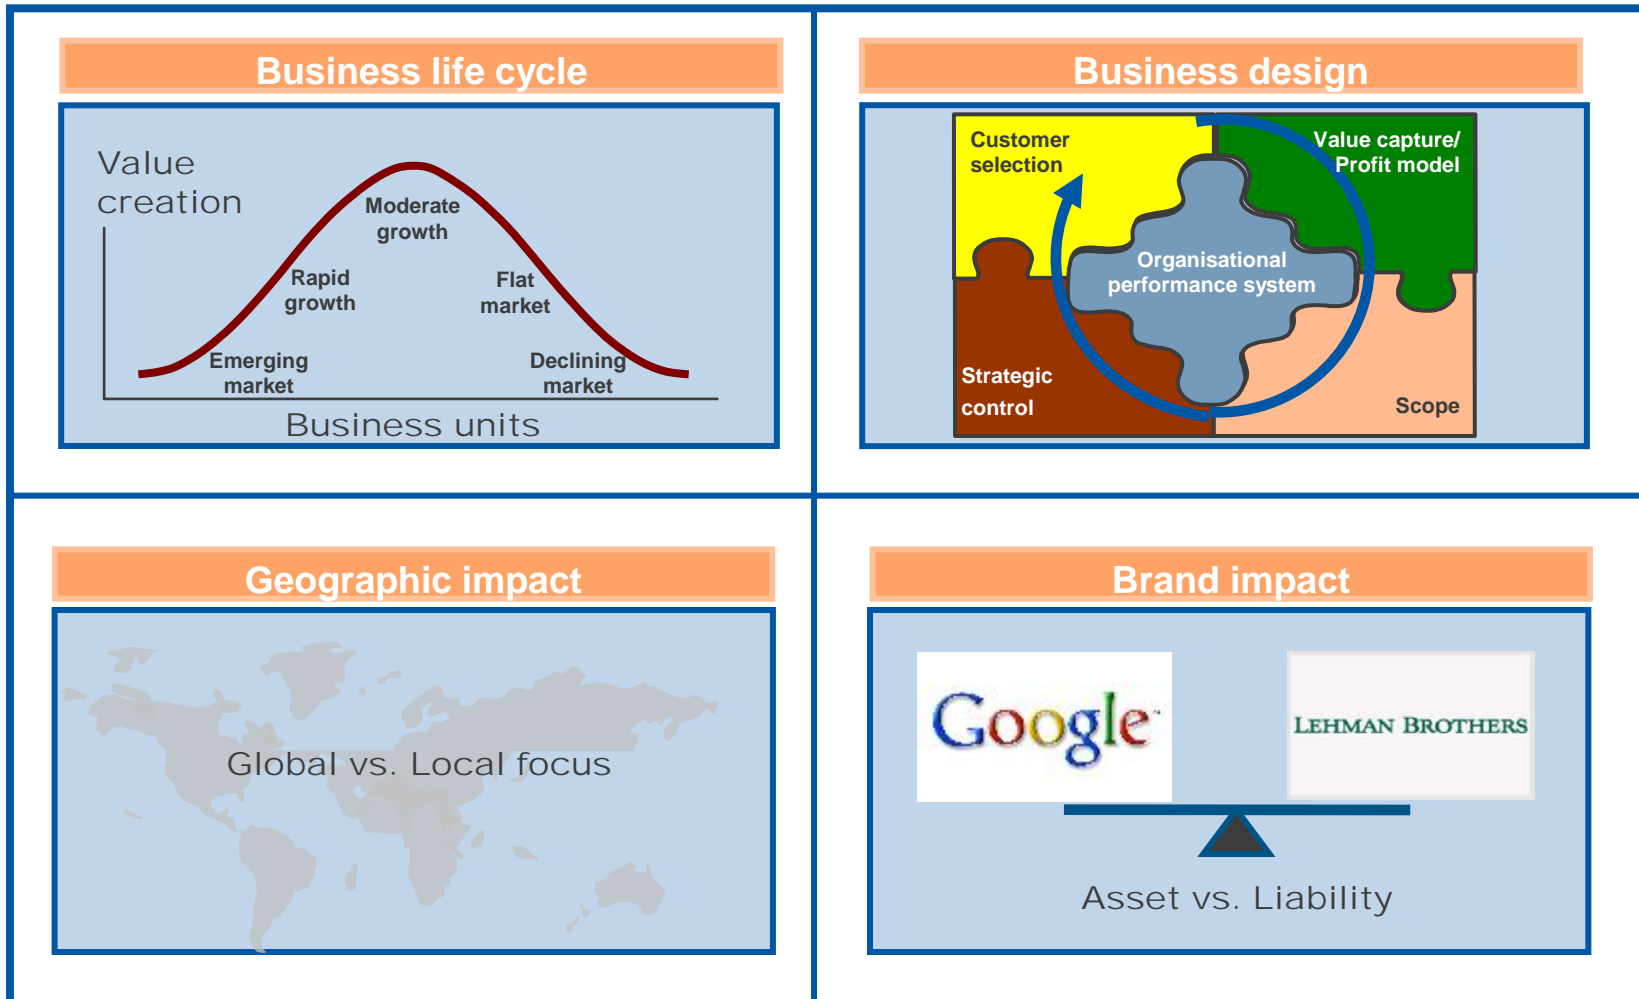 Business life cycle
Value
creation
Moderate
growth
Rapid
growth
Flat
market
Emerging
market
Declining
market
Business units
Business design
Customer
selection
Value capture/
Profit model
Organisational
performance system
Strategic
control
Scope
Geographic impact
Global vs. Local focus
Brand impact
Google
LEHMAN BROTHERS
Asset vs. Liability